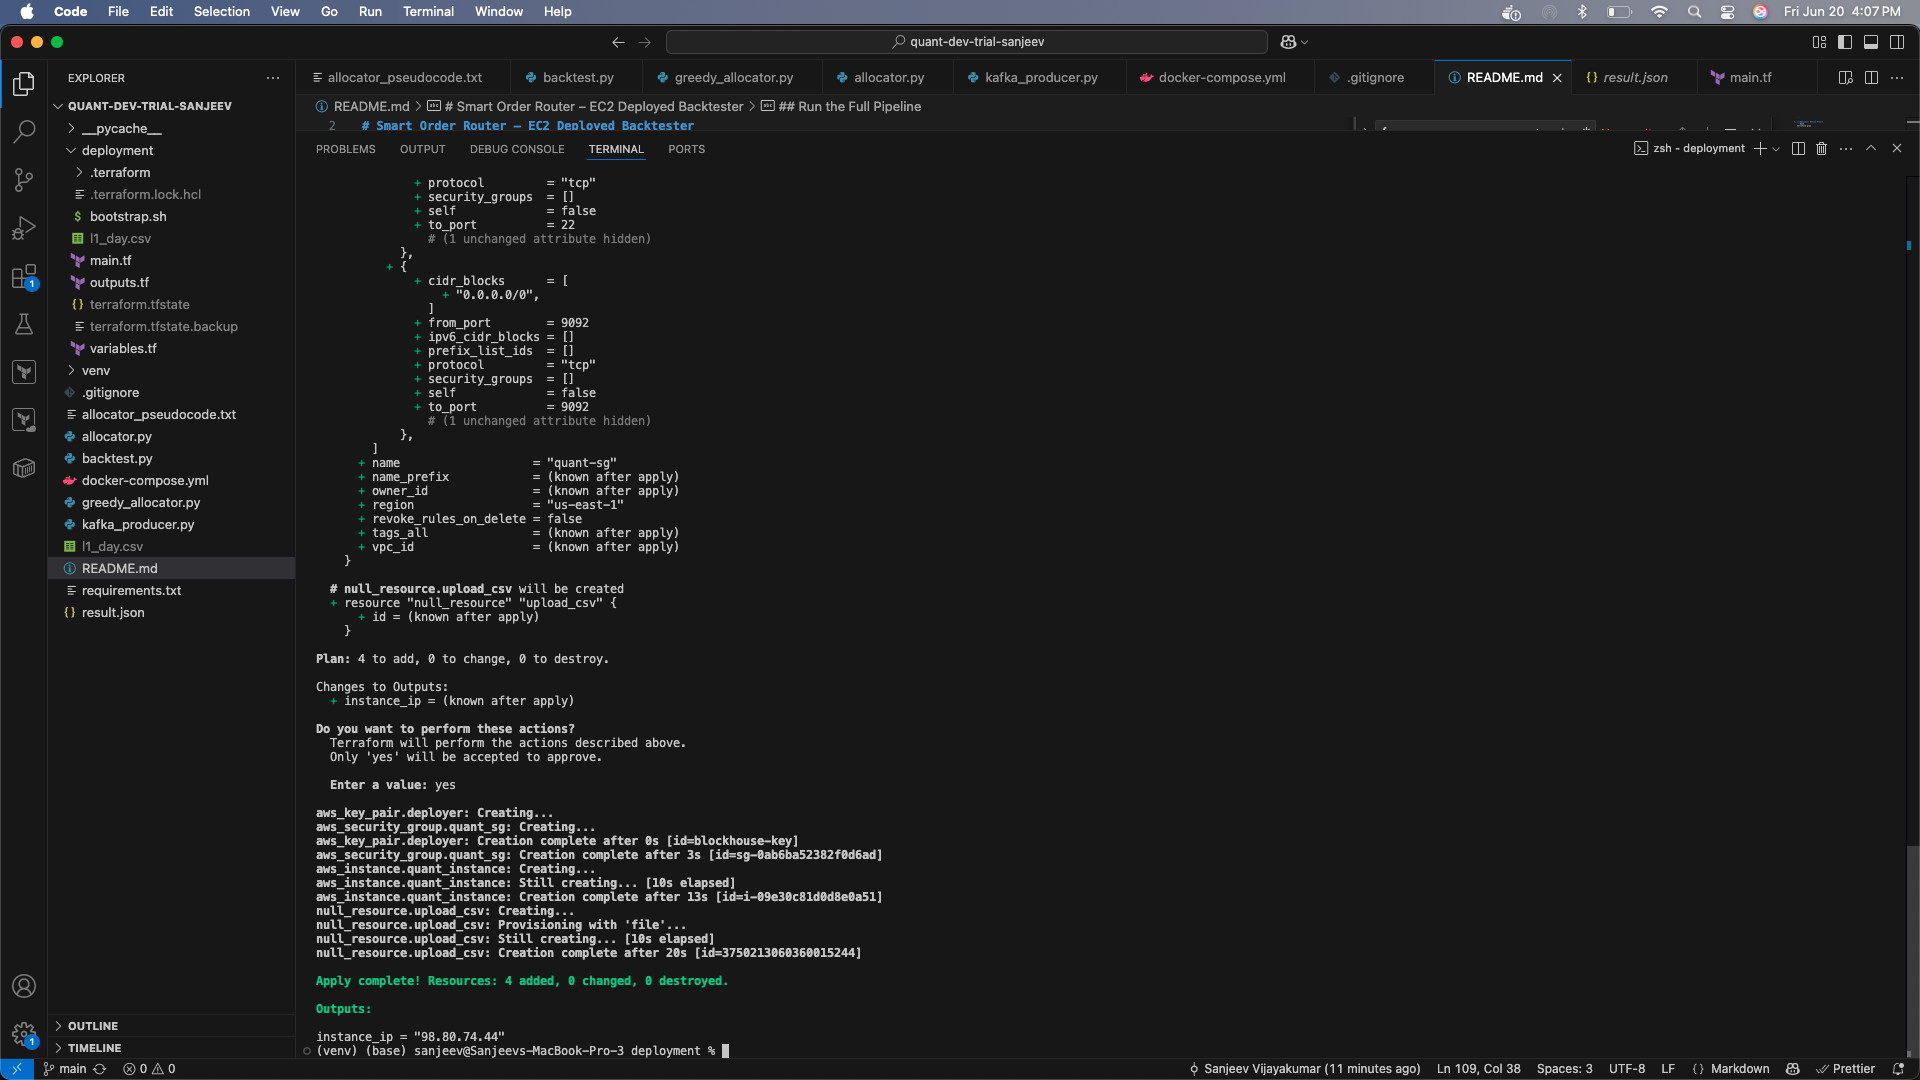 Code File Edit Selection View Go Run Terminal Window Help
Fri Jun 20 4:07 PM
quant-dev-trial-sanjeev
EXPLORER
allocator_pseudocode.txt backtest.py greedy_allocator.py allocator.py kafka_producer.py docker-compose.yml .gitignore README.md result.json main.tf
README.md > # Smart Order Router – EC2 Deployed Backtester > ## Run the Full Pipeline
2 # Smart Order Router – EC2 Deployed Backtester
QUANT-DEV-TRIAL-SANJEEV
__pycache__
deployment
.terraform
.terraform.lock.hcl
bootstrap.sh
l1_day.csv
main.tf
outputs.tf
terraform.tfstate
terraform.tfstate.backup
variables.tf
venv
.gitignore
allocator_pseudocode.txt
allocator.py
backtest.py
docker-compose.yml
greedy_allocator.py
kafka_producer.py
l1_day.csv
README.md
requirements.txt
result.json
OUTLINE
TIMELINE
PROBLEMS OUTPUT DEBUG CONSOLE TERMINAL PORTS
zsh - deployment
+ protocol = "tcp"
+ security_groups = []
+ self = false
+ to_port = 22
# (1 unchanged attribute hidden)
},
+ {
+ cidr_blocks = [
+ "0.0.0.0/0",
]
+ from_port = 9092
+ ipv6_cidr_blocks = []
+ prefix_list_ids = []
+ protocol = "tcp"
+ security_groups = []
+ self = false
+ to_port = 9092
# (1 unchanged attribute hidden)
},
]
+ name = "quant-sg"
+ name_prefix = (known after apply)
+ owner_id = (known after apply)
+ region = "us-east-1"
+ revoke_rules_on_delete = false
+ tags_all = (known after apply)
+ vpc_id = (known after apply)
}
# null_resource.upload_csv will be created
+ resource "null_resource" "upload_csv" {
+ id = (known after apply)
}
Plan: 4 to add, 0 to change, 0 to destroy.
Changes to Outputs:
+ instance_ip = (known after apply)
Do you want to perform these actions?
Terraform will perform the actions described above.
Only 'yes' will be accepted to approve.
Enter a value: yes
aws_key_pair.deployer: Creating...
aws_security_group.quant_sg: Creating...
aws_key_pair.deployer: Creation complete after 0s [id=blockhouse-key]
aws_security_group.quant_sg: Creation complete after 3s [id=sg-0ab6ba52382f0d6ad]
aws_instance.quant_instance: Creating...
aws_instance.quant_instance: Still creating... [10s elapsed]
aws_instance.quant_instance: Creation complete after 13s [id=i-09e30c81d0d8e0a51]
null_resource.upload_csv: Creating...
null_resource.upload_csv: Provisioning with 'file'...
null_resource.upload_csv: Still creating... [10s elapsed]
null_resource.upload_csv: Creation complete after 20s [id=3750213060360015244]
Apply complete! Resources: 4 added, 0 changed, 0 destroyed.
Outputs:
instance_ip = "98.80.74.44"
(venv) (base) sanjeev@Sanjeevs-MacBook-Pro-3 deployment %
1
1
main 0 0 Sanjeev Vijayakumar (11 minutes ago) Ln 109, Col 38 Spaces: 3 UTF-8 LF {} Markdown Prettier